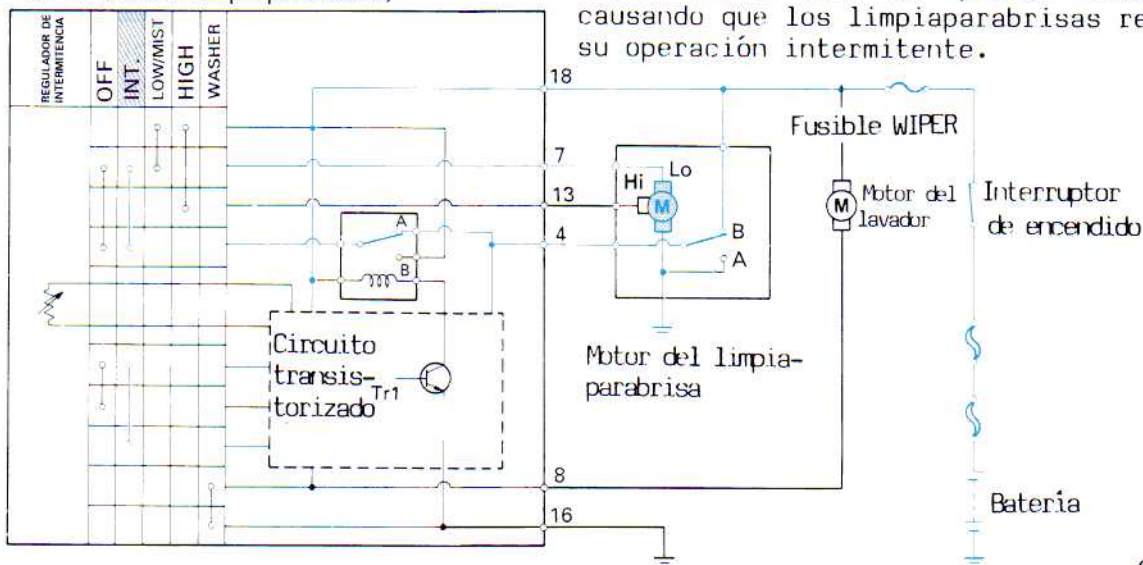 causando que los limpiaparabrisas re
su operación intermitente.
REGULADOR DE
INTERMITENCIA
OFF
INT.
LOW/MIST
HIGH
WASHER
18
Fusible WIPER
7
Hi
Lo
13
M
M
Motor del
lavador
Interruptor
de encendido
A
4
B
B
A
Circuito
transis-
torizado
Tr1
Motor del limpia-
parabrisa
8
Batería
16